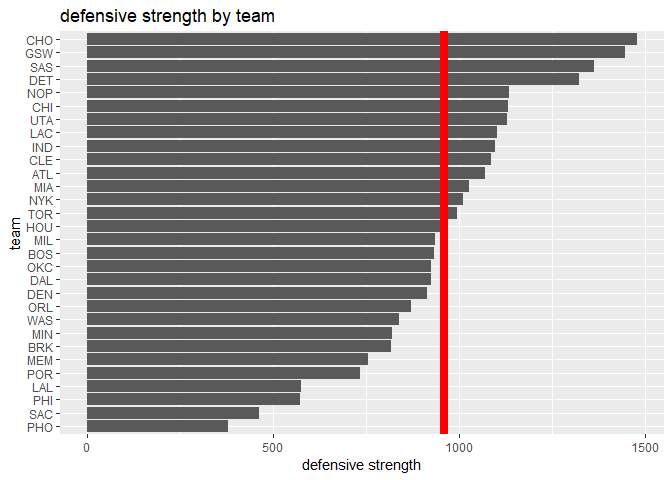 defensive strength by team
CHO
GSW
SAS
DET
NOP
CHI
UTA
LAC
IND
CLE
ATL
MIA
NYK
TOR
HOU
MIL
BOS
OKC
DAL
DEN
ORL
WAS
MIN
BRK
MEM
POR
LAL
PHI
SAC
PHO
team
0 500 1000 1500
defensive strength